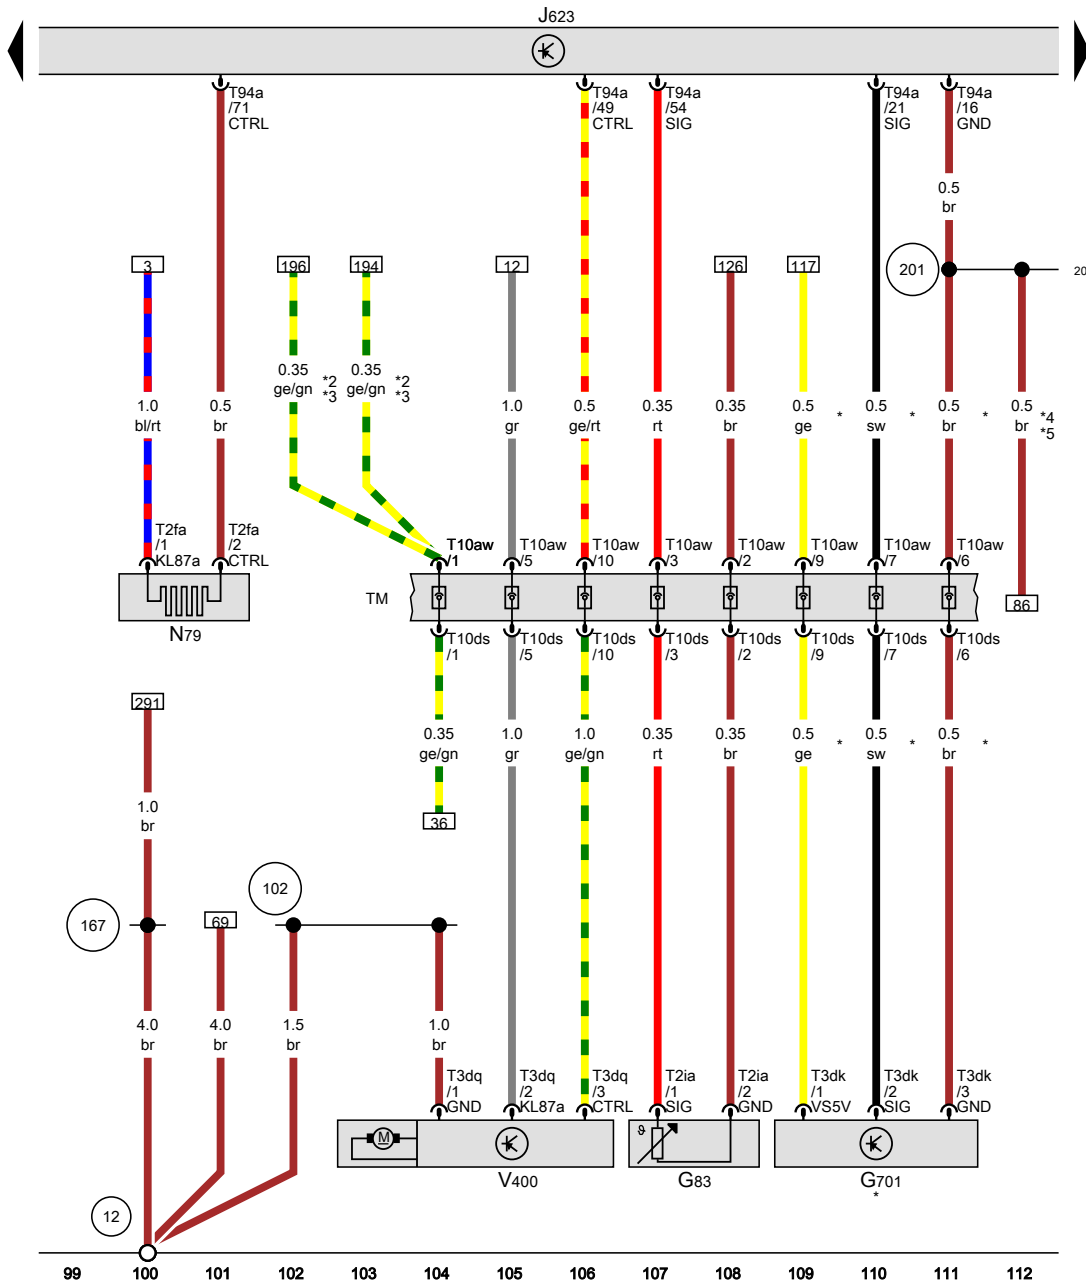 J623
T94a T94a T94a T94a T94a
/71 /49 /54 /21 /16
CTRL CTRL SIG SIG GND
0.5
br
3 196 194 12 126 117 201
20
0.35 *2 0.35 *2
ge/gn *3 ge/gn *3
1.0 0.5 1.0 0.5 0.35 0.35 0.5 * 0.5 * 0.5 * 0.5 *4
bl/rt br gr ge/rt rt br ge sw br br *5
T2fa T2fa T10aw T10aw T10aw T10aw T10aw T10aw T10aw T10aw
/1 /2 /1 /5 /10 /3 /2 /9 /7 /6
KL87a CTRL
TM
86
N79
T10ds T10ds T10ds T10ds T10ds T10ds T10ds T10ds
/1 /5 /10 /3 /2 /9 /7 /6
291
0.35 1.0 1.0 0.35 0.35 0.5 * 0.5 * 0.5 *
ge/gn gr ge/gn rt br ge sw br
1.0
br
36
102
167 69
4.0 4.0 1.5 1.0
br br br br
T3dq T3dq T3dq T2ia T2ia T3dk T3dk T3dk
/1 /2 /3 /1 /2 /1 /2 /3
GND KL87a CTRL SIG GND VS5V SIG GND
M ϑ
V400 G83 G701
*
12
99 100 101 102 103 104 105 106 107 108 109 110 111 112